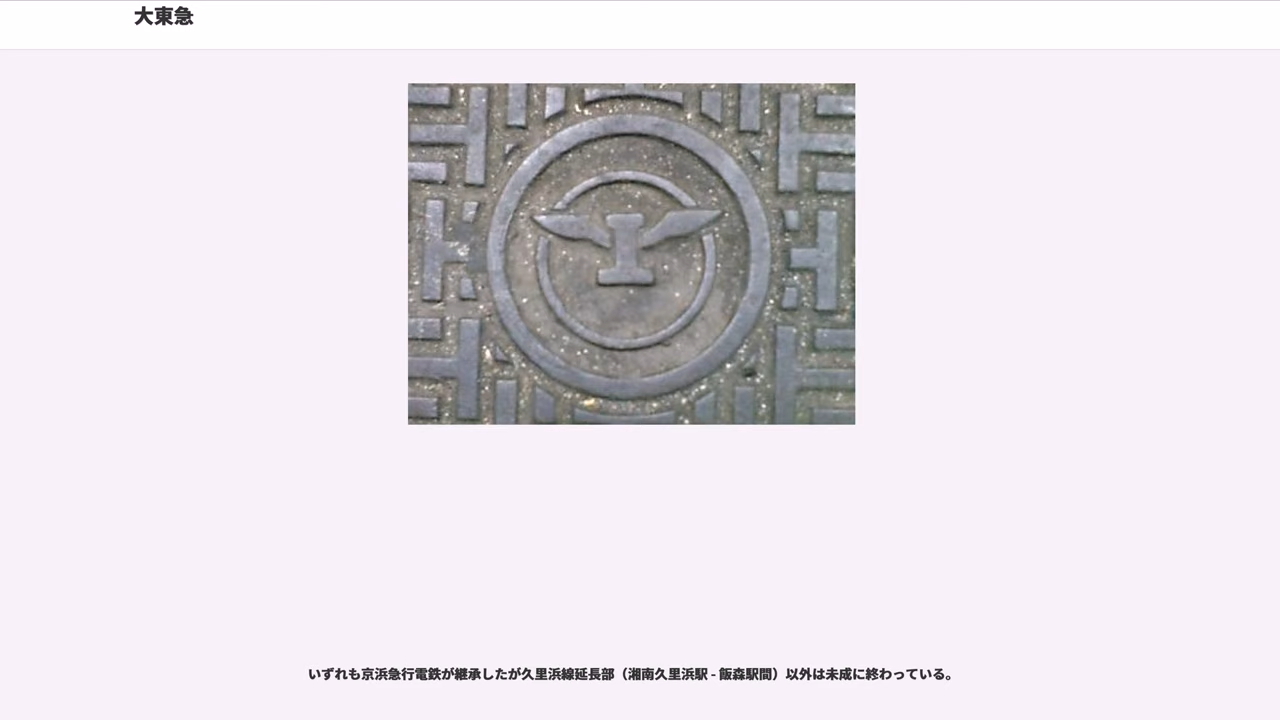 大東急
いずれも京浜急行電鉄が継承したが久里浜線延長部（湘南久里浜駅 - 飯森駅間）以外は未成に終わっている。